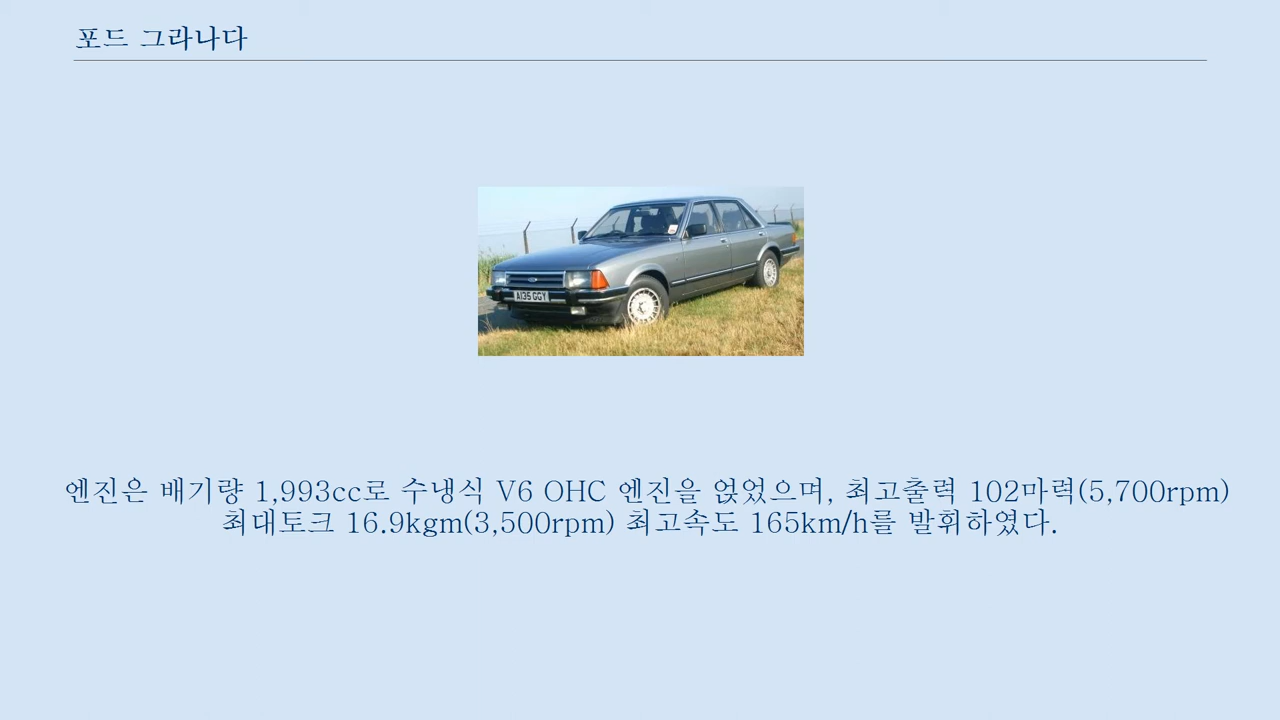 포드 그라나다
A135 GGY
엔진은 배기량 1,993cc로 수냉식 V6 OHC 엔진을 얹었으며, 최고출력 102마력(5,700rpm)
최대토크 16.9kgm(3,500rpm) 최고속도 165km/h를 발휘하였다.